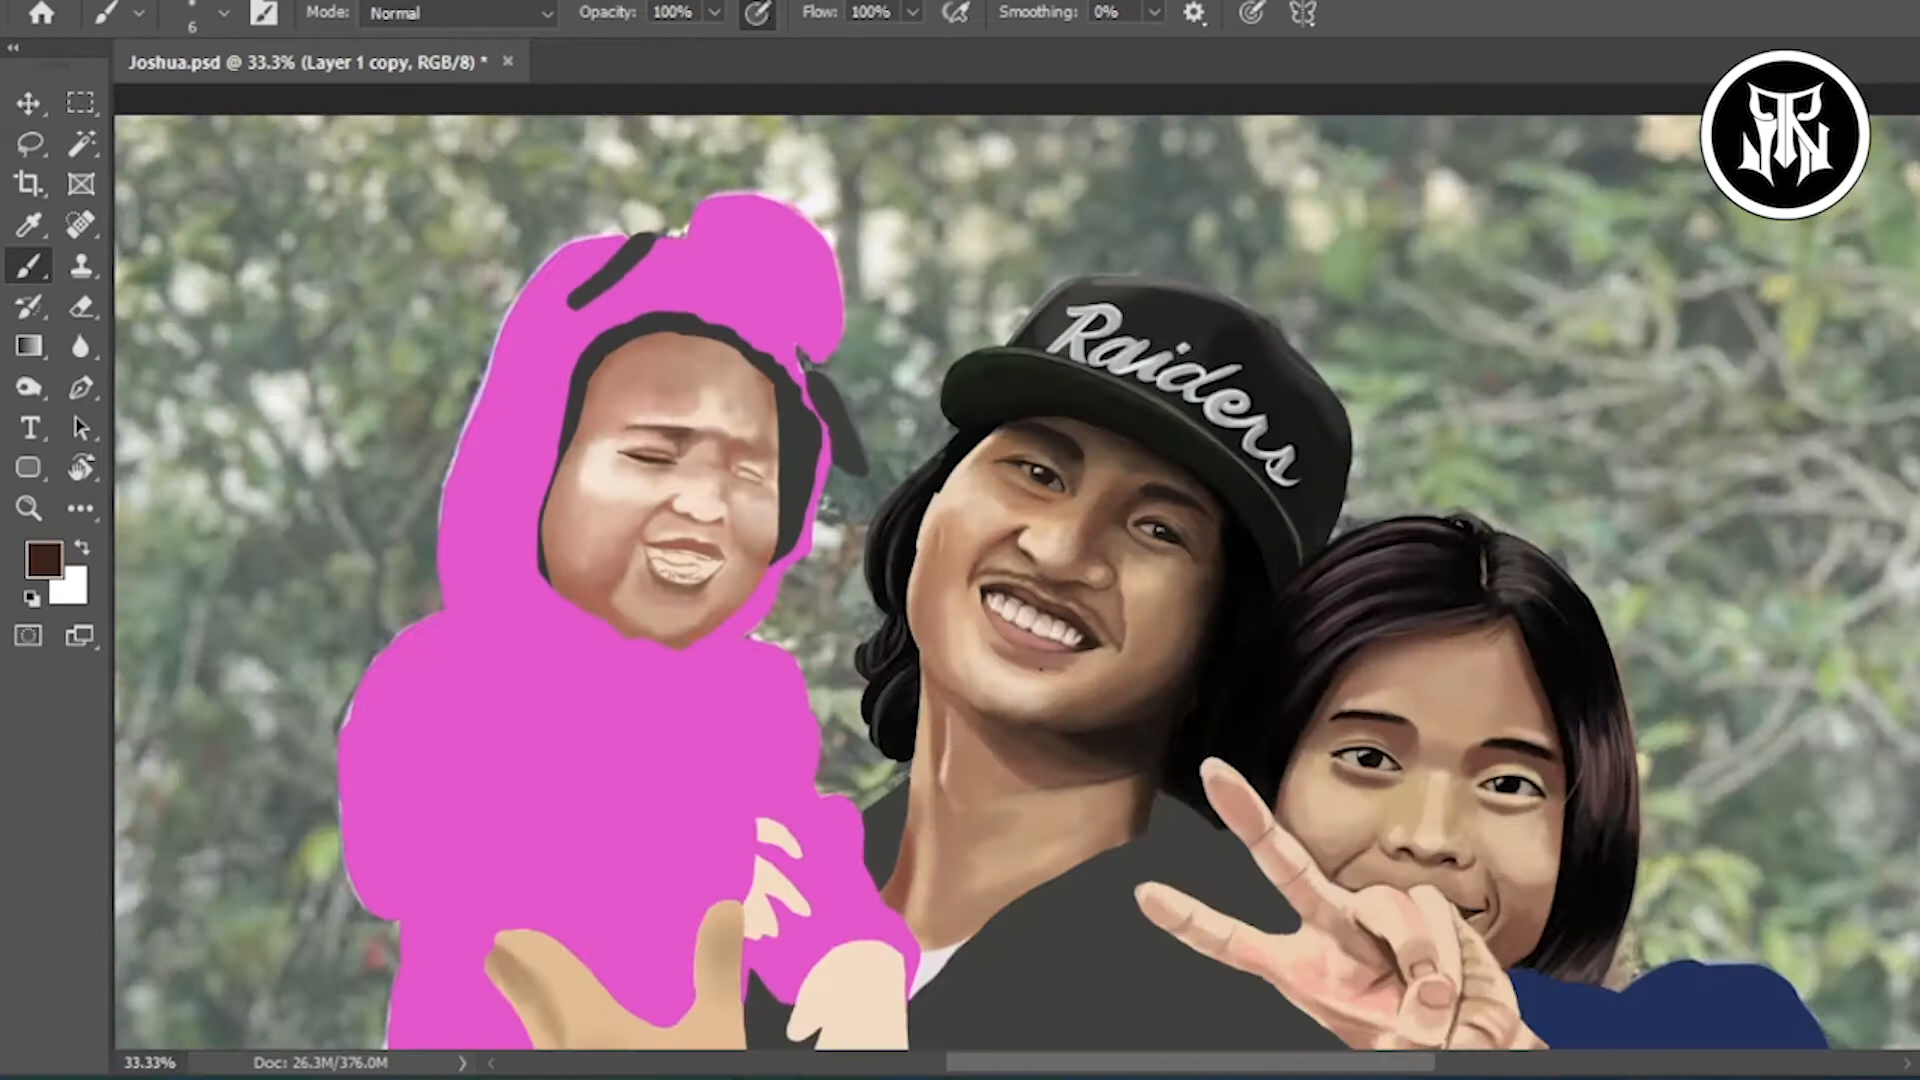 6
Mode: Normal
Opacity: 100%
Flow: 100%
Smoothing: 0%
Joshua.psd @ 33.3% (Layer 1 copy, RGB/8) *
Raiders
33.33%
Doc: 26.3M/376.0M